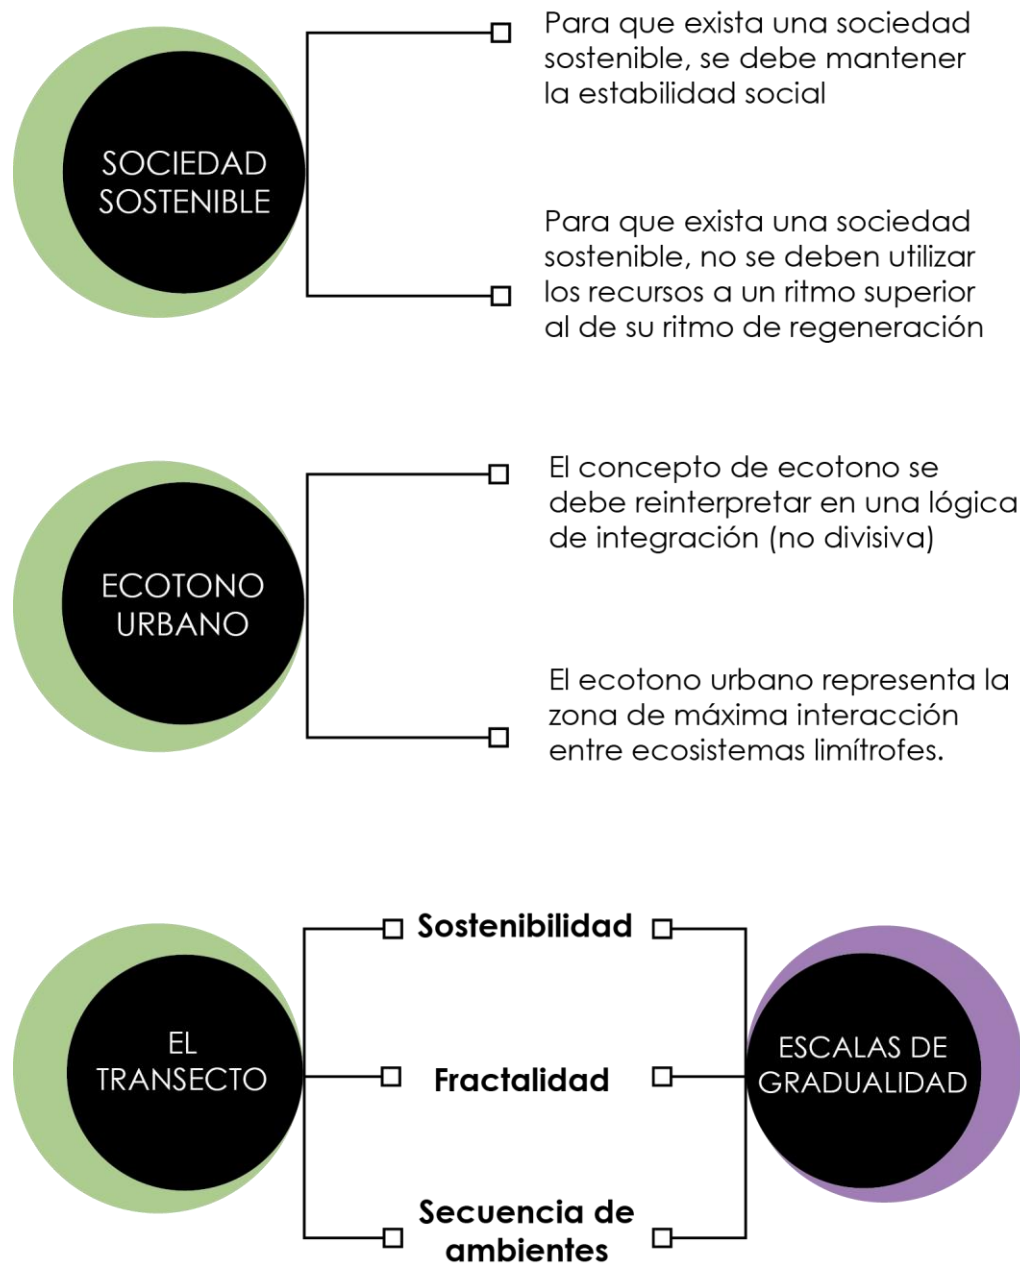 SOCIEDAD
SOSTENIBLE
Para que exista una sociedad
sostenible, se debe mantener
la estabilidad social
Para que exista una sociedad
sostenible, no se deben utilizar
los recursos a un ritmo superior
al de su ritmo de regeneración
ECOTONO
URBANO
El concepto de ecotono se
debe reinterpretar en una lógica
de integración (no divisiva)
El ecotono urbano representa la
zona de máxima interacción
entre ecosistemas limítrofes.
EL
TRANSECTO
Sostenibilidad
Fractalidad
Secuencia de
ambientes
ESCALAS DE
GRADUALIDAD